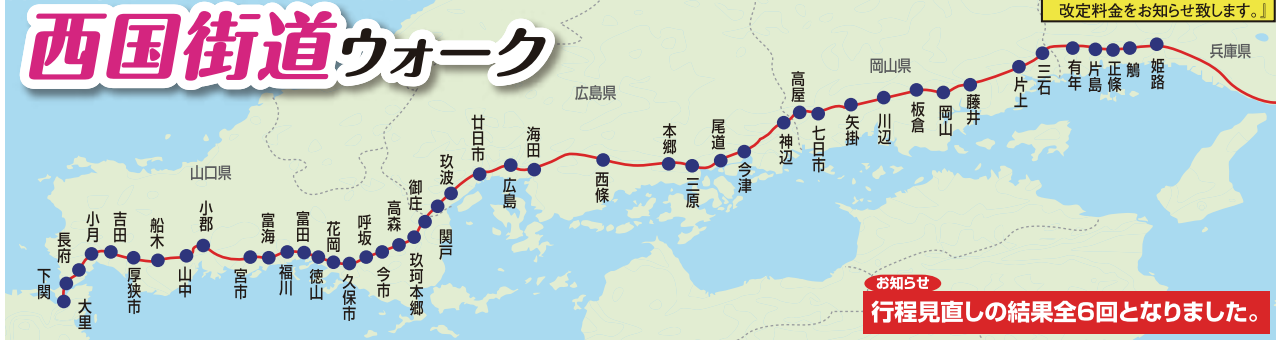 改定料金をお知らせ致します。』
西国街道ウォーク
兵庫県
岡山県
広島県
山口県
姫路
鵤
正條
片島
有年
三石
片上
藤井
岡山
板倉
川辺
矢掛
七日市
高屋
神辺
今津
尾道
三原
本郷
西條
海田
広島
廿日市
玖波
関戸
御庄
玖珂本郷
高森
今市
呼坂
久保市
花岡
徳山
富田
福川
富海
宮市
小郡
山中
船木
厚狭市
吉田
小月
長府
下関
大里
お知らせ
行程見直しの結果全6回となりました。